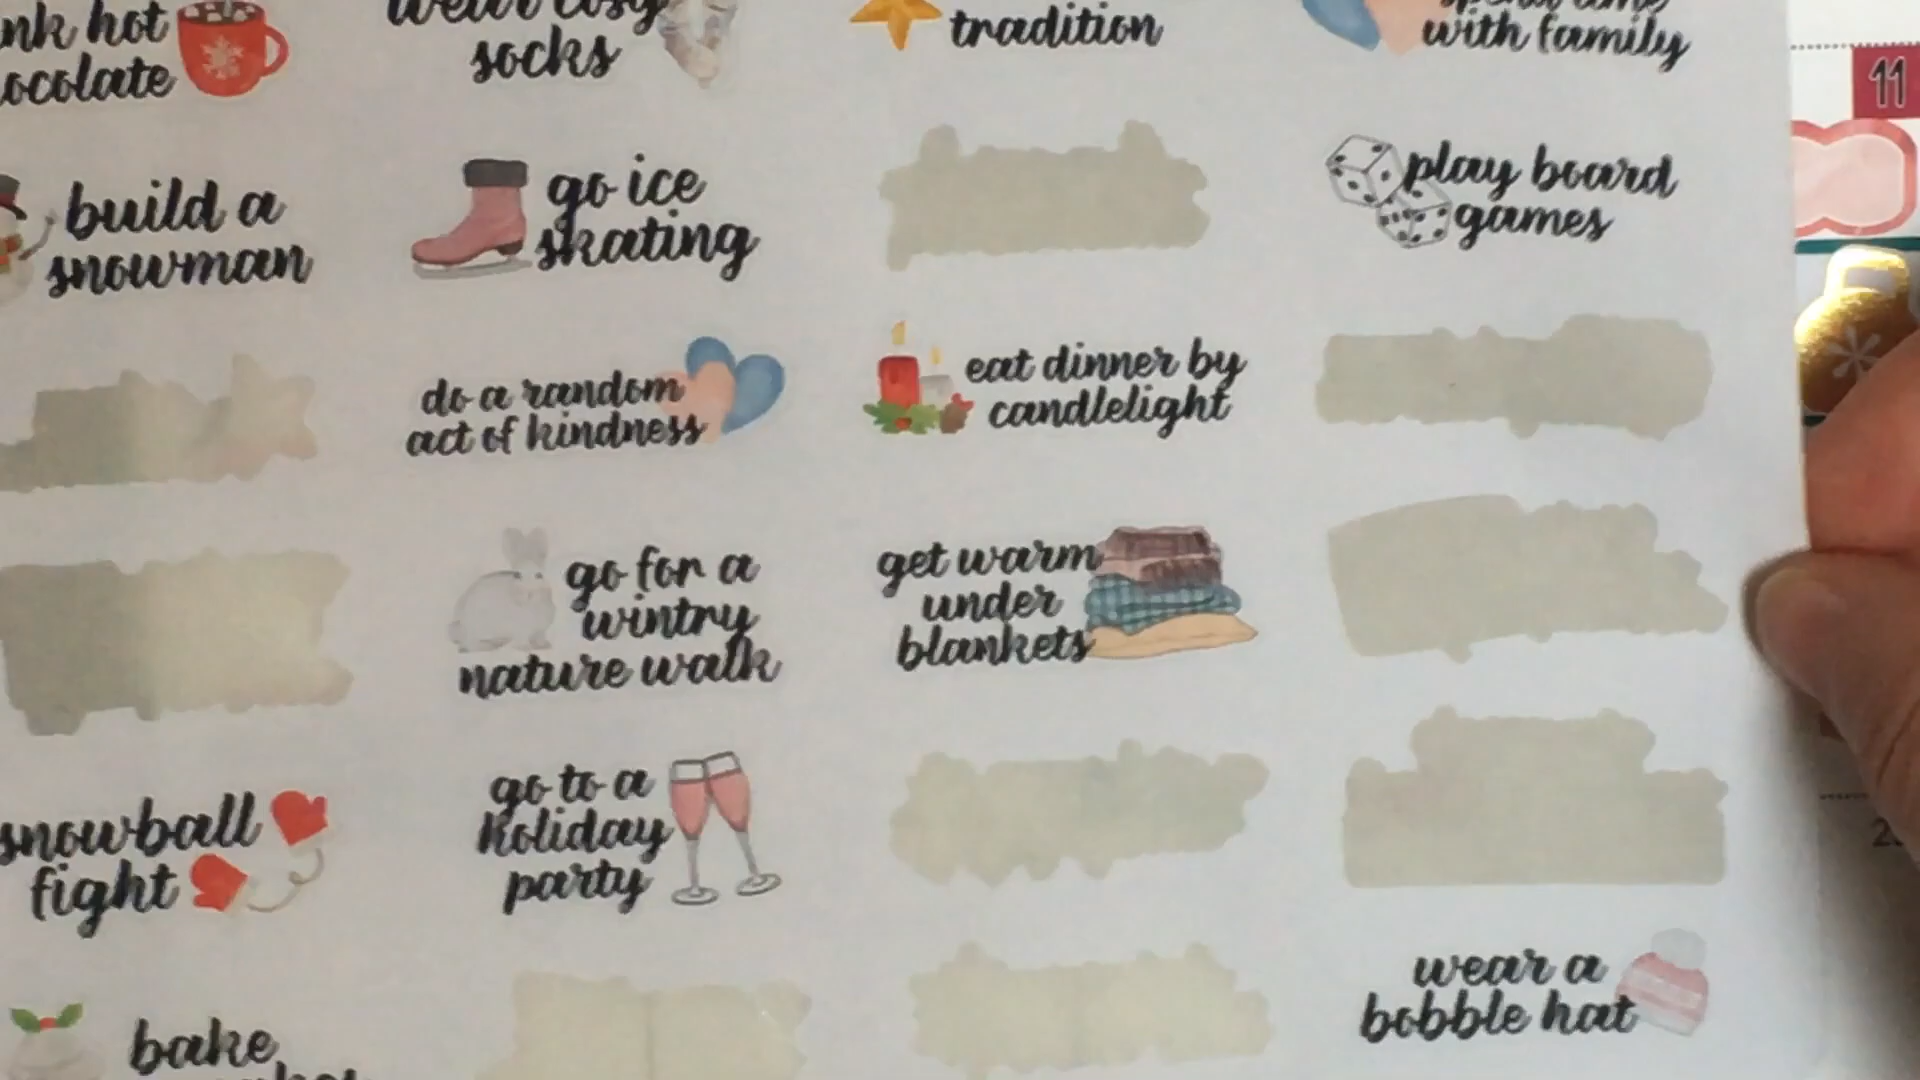 hot
socks
tradition
with family
11
build a
snowman
go ice
skating
play board
games
do a random
act of kindness
eat dinner by
candlelight
go for a
wintry
nature walk
get warm
under
blankets
snowball
fight
go to a
holiday
party
bake
wear a
bobble hat